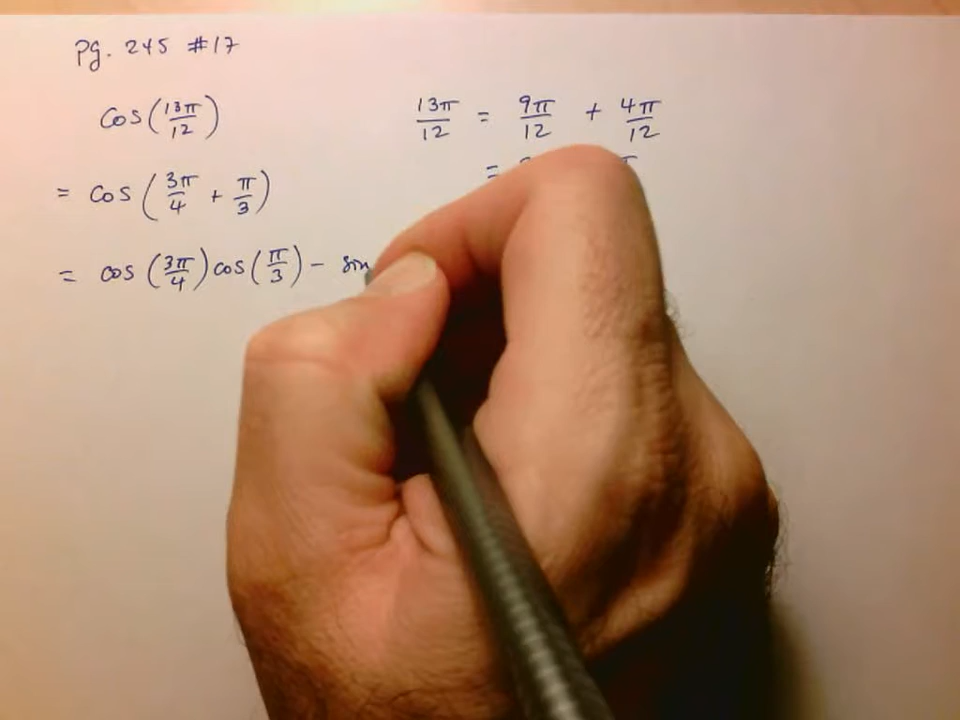 Pg. 245 #17
cos(13π/12)
= cos(3π/4 + π/3)
= cos(3π/4)cos(π/3) - sin
13π/12 = 9π/12 + 4π/12
=